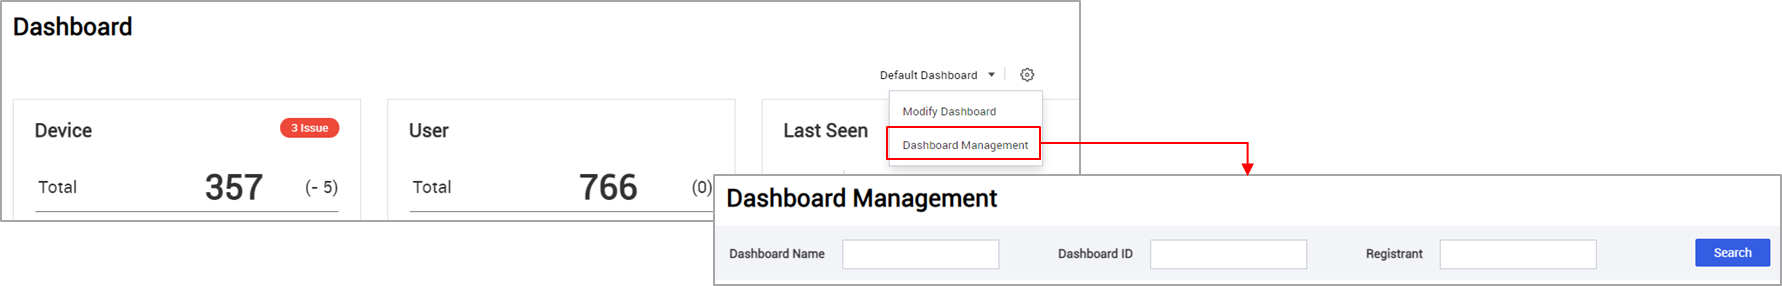 Dashboard
Default Dashboard
Modify Dashboard
Dashboard Management
Device 3 Issue
Total 357 (- 5)
User
Total 766 (0)
Last Seen
Dashboard Management
Dashboard Name Dashboard ID Registrant Search